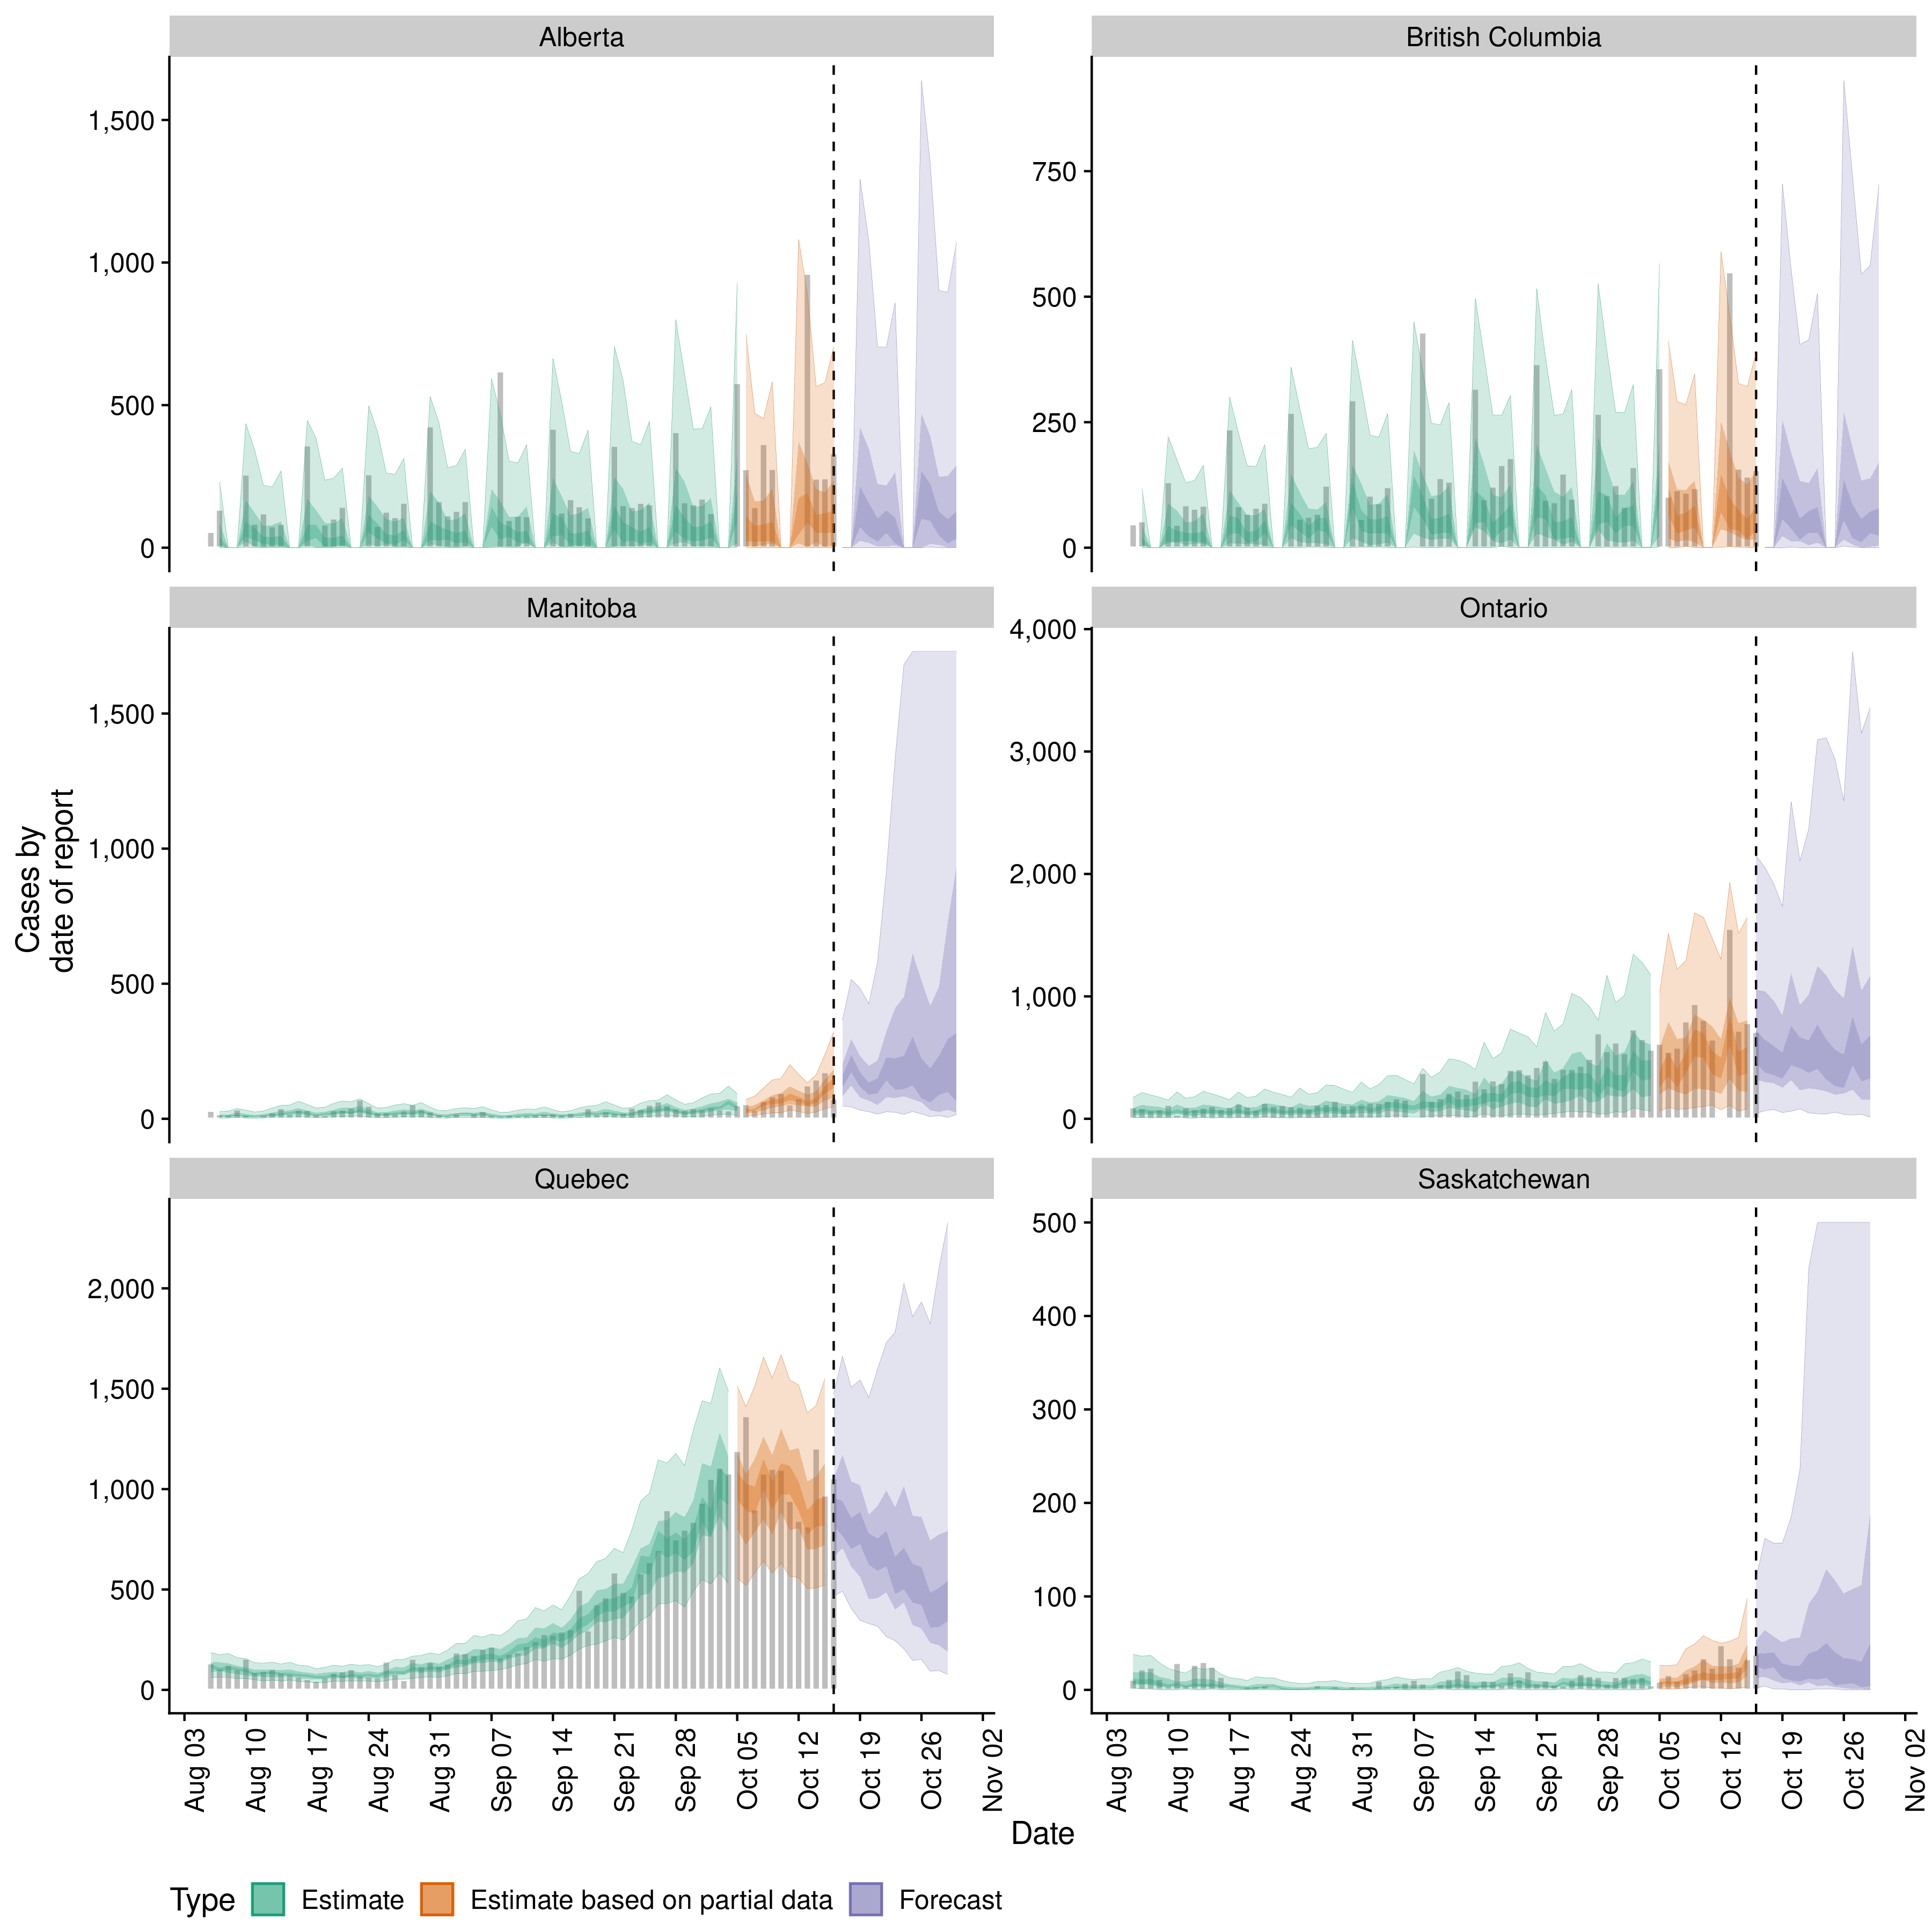 Alberta
British Columbia
1,500
1,000
500
0
750
500
250
0
Manitoba
Ontario
1,500
1,000
500
0
4,000
3,000
2,000
1,000
0
Cases by
date of report
Quebec
Saskatchewan
2,000
1,500
1,000
500
0
500
400
300
200
100
0
Aug 03
Aug 10
Aug 17
Aug 24
Aug 31
Sep 07
Sep 14
Sep 21
Sep 28
Oct 05
Oct 12
Oct 19
Oct 26
Nov 02
Aug 03
Aug 10
Aug 17
Aug 24
Aug 31
Sep 07
Sep 14
Sep 21
Sep 28
Oct 05
Oct 12
Oct 19
Oct 26
Nov 02
Date
Type Estimate Estimate based on partial data Forecast